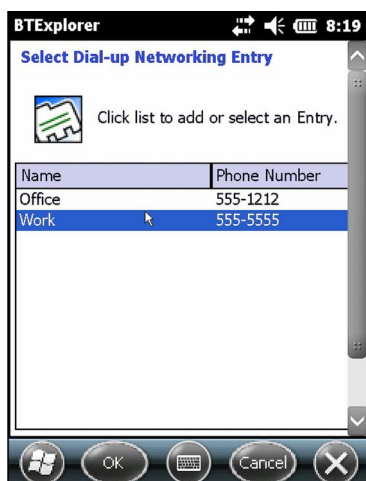 BTExplorer 8:19
Select Dial-up Networking Entry
Click list to add or select an Entry.
Name Phone Number
Office 555-1212
Work 555-5555
OK Cancel